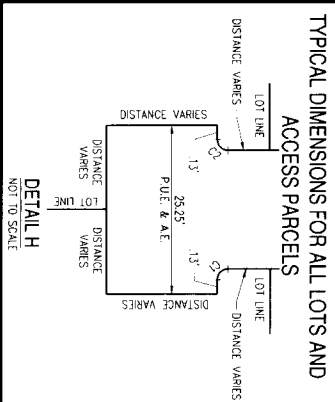 TYPICAL DIMENSIONS FOR ALL LOTS AND
ACCESS PARCELS
LOT LINE
DISTANCE VARIES
LOT LINE
DISTANCE VARIES
C2
.13'
.13'
DISTANCE VARIES
25.25'
P.U.E. & A.E.
DISTANCE VARIES
DISTANCE
VARIES
LOT LINE
DISTANCE
VARIES
DETAIL H
NOT TO SCALE